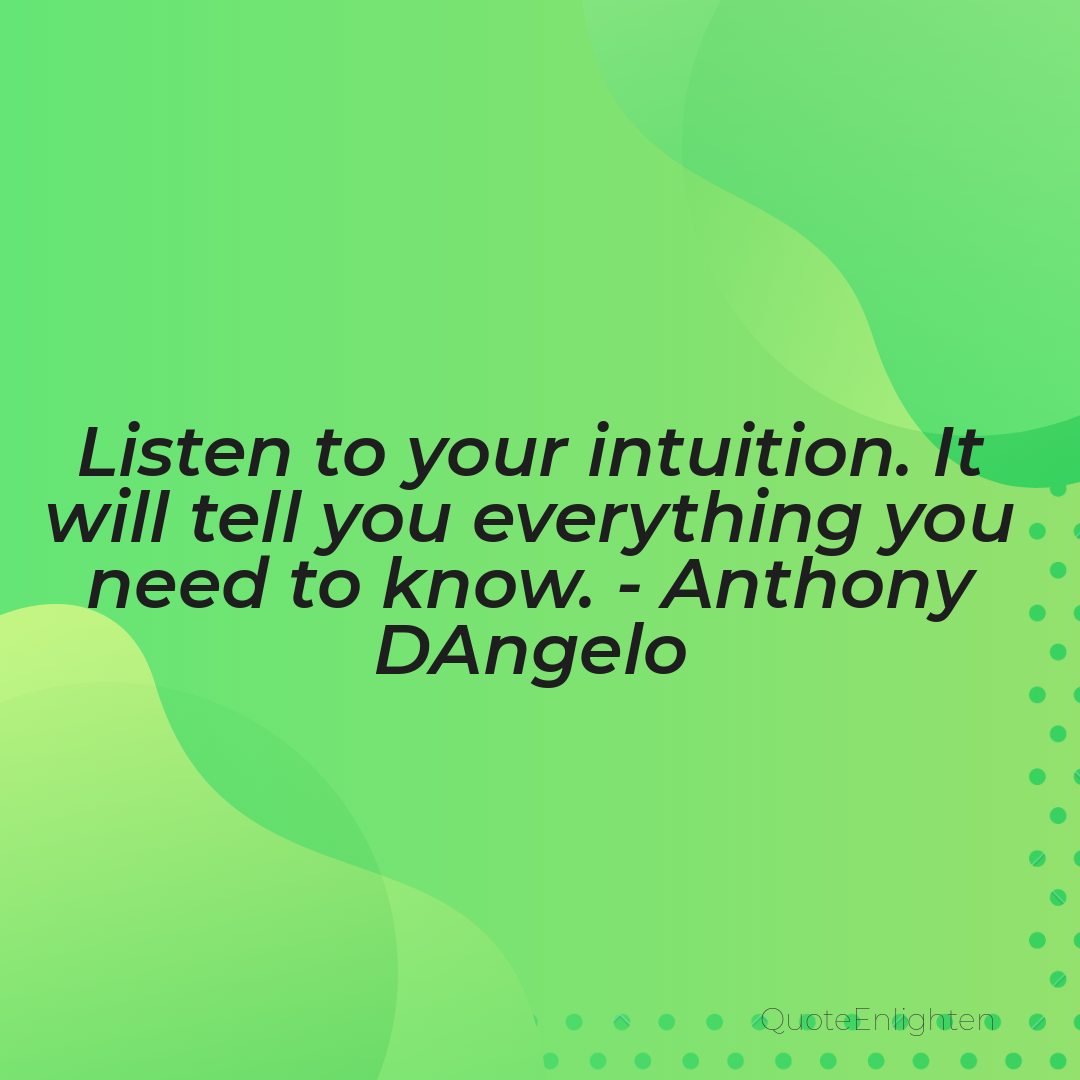 Listen to your intuition. It
will tell you everything you
need to know. - Anthony
DAngelo
QuoteEnlighten